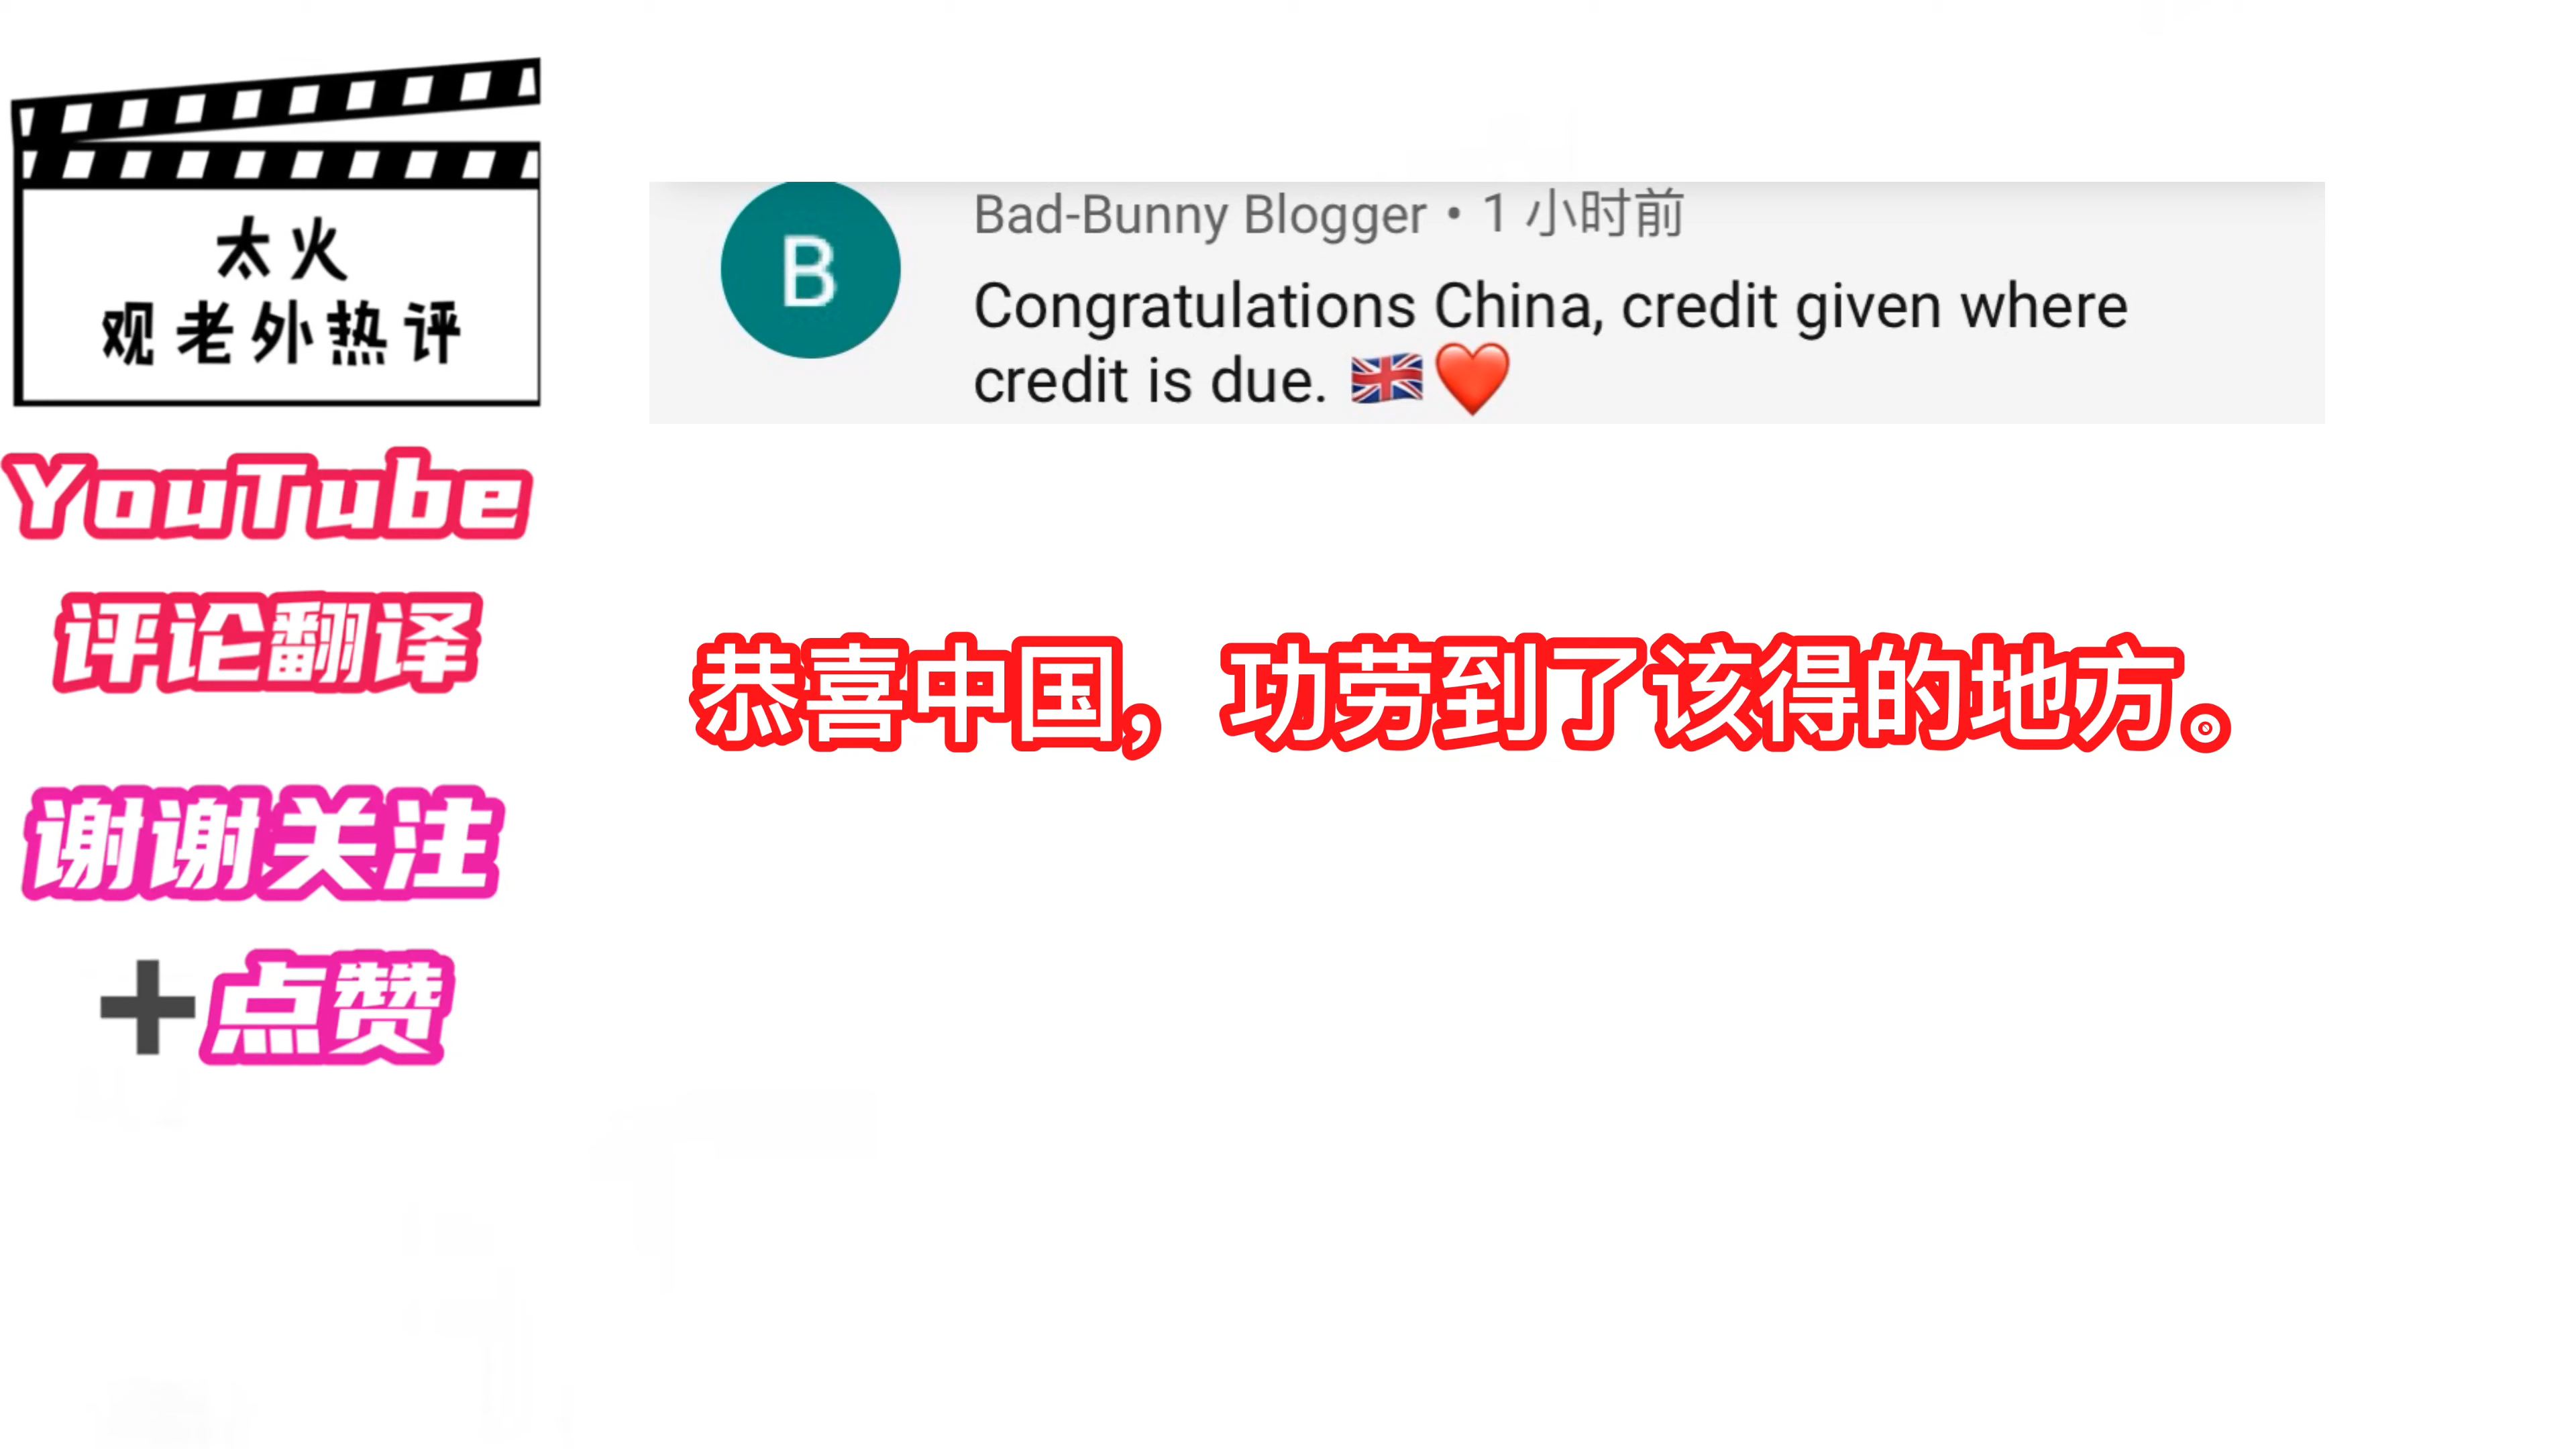 太火
观老外热评
YouTube
评论翻译
谢谢关注
➕点赞
B
Bad-Bunny Blogger • 1 小时前
Congratulations China, credit given where
credit is due. 🇬🇧❤️
恭喜中国，功劳到了该得的地方。